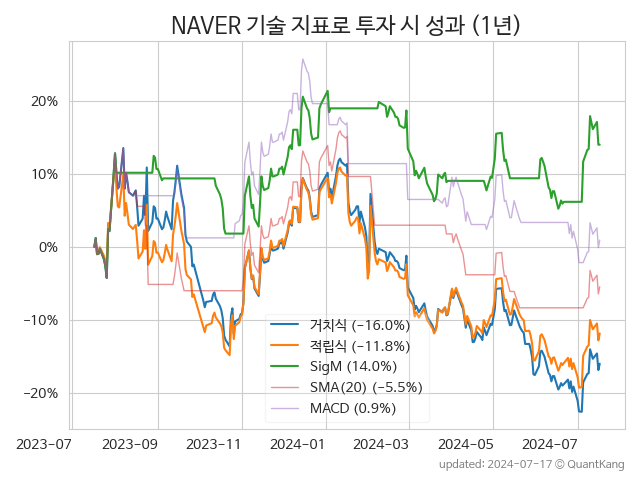 NAVER 기술 지표로 투자 시 성과 (1년)
20%
10%
0%
−10%
−20%
거치식 (−16.0%)
적립식 (−11.8%)
SigM (14.0%)
SMA(20) (−5.5%)
MACD (0.9%)
2023−07
2023−09
2023−11
2024−01
2024−03
2024−05
2024−07
updated: 2024−07−17 ⓒ QuantKang